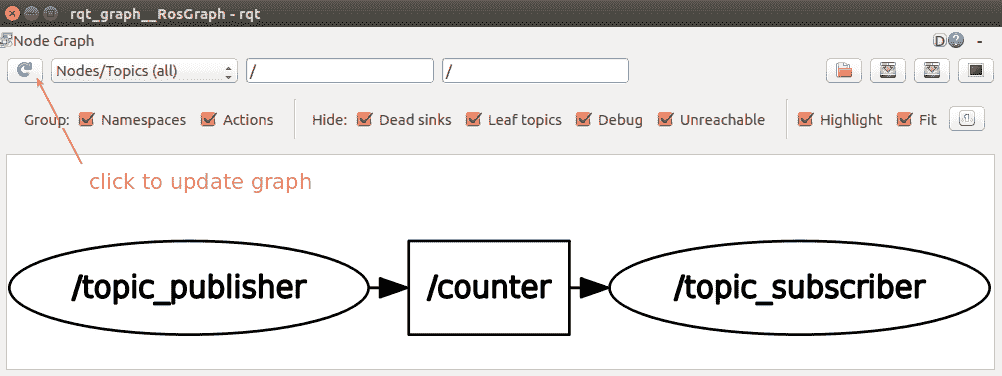 rqt_graph__RosGraph - rqt
Node Graph
D ? -
Nodes/Topics (all) / /
Group: Namespaces Actions Hide: Dead sinks Leaf topics Debug Unreachable Highlight Fit
click to update graph
/topic_publisher /counter /topic_subscriber